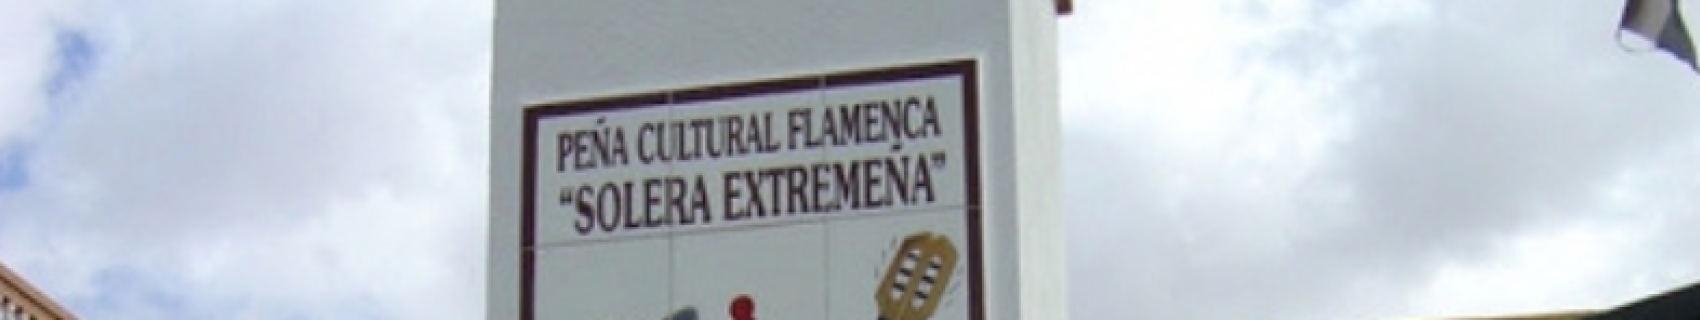 PEÑA CULTURAL FLAMENCA
“SOLERA EXTREMEÑA”